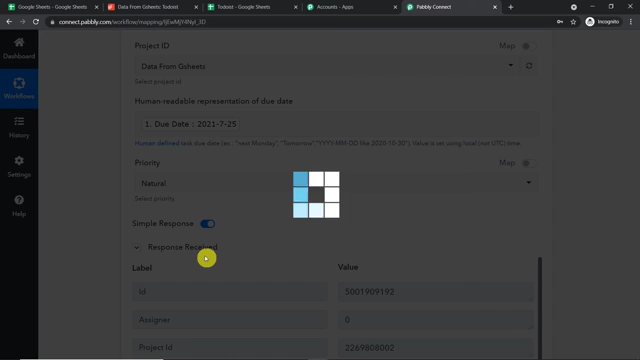 Google Sheets - Google Sheets
Data From Gsheets: Todoist
Todoist - Google Sheets
Accounts - Apps
Pabbly Connect
connect.pabbly.com/workflow/mapping/
Incognito
Dashboard
Workflows
History
Settings
Help
Project ID
Map
Data From Gsheets
Select project id.
Human-readable representation of due date
1. Due Date : 2021-7-25
Human defined task due date (ex.: "next Monday", "Tomorrow","YYYY-MM-DD like 2020-10-30"). Value is set using local (not UTC) time.
Priority
Map
Natural
Select priority.
Simple Response
Response Received
Label
Value
Id
5001909192
Assigner
0
Project Id
2269808002